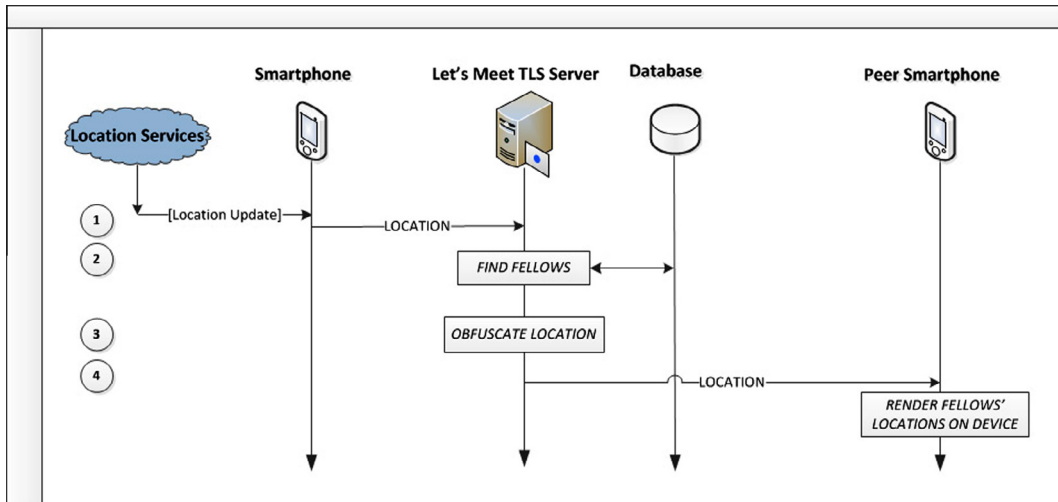 Smartphone
Let's Meet TLS Server
Database
Peer Smartphone
Location Services
1
[Location Update]
LOCATION
2
FIND FELLOWS
3
OBFUSCATE LOCATION
4
LOCATION
RENDER FELLOWS'
LOCATIONS ON DEVICE